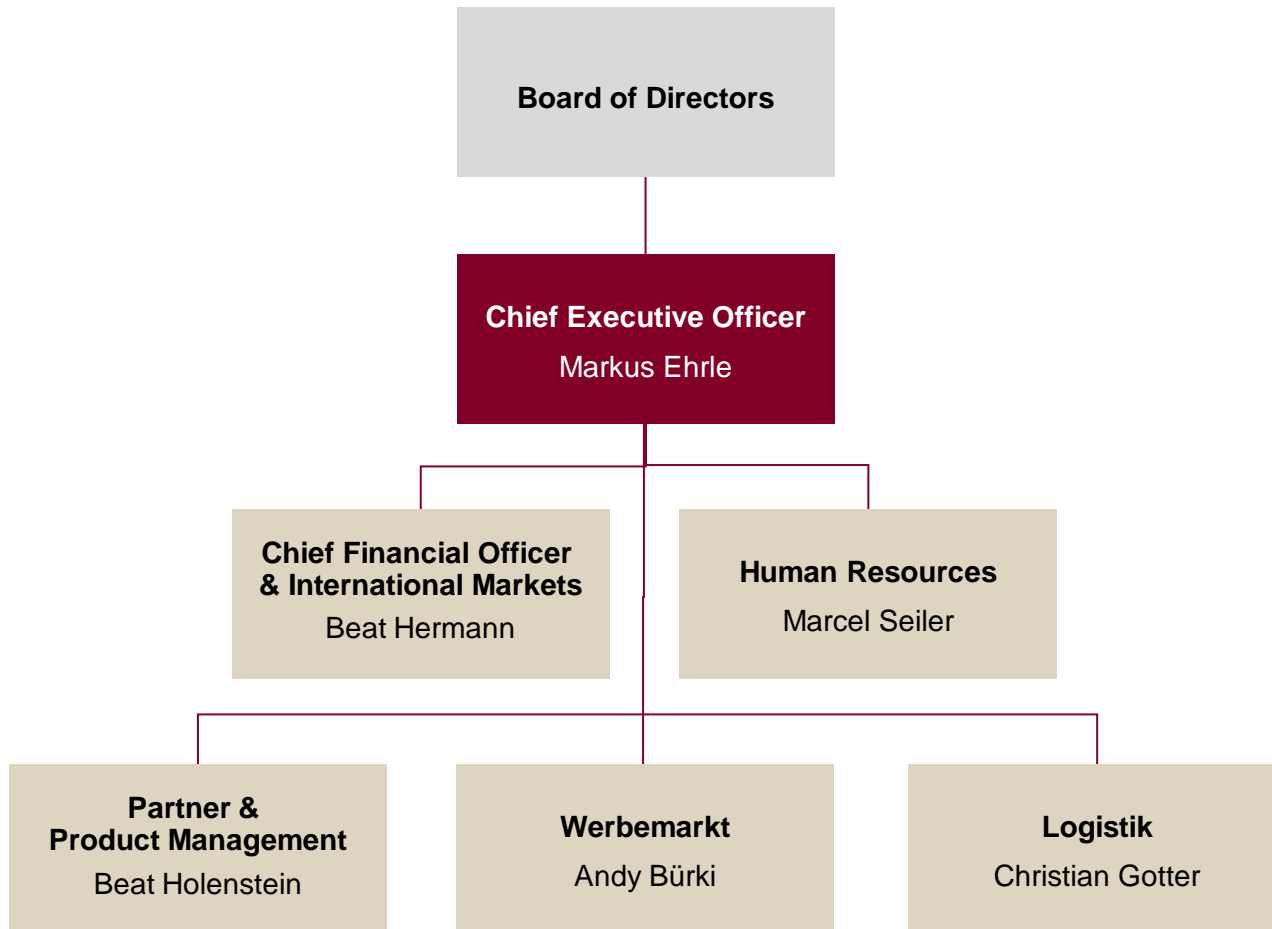 Board of Directors
Chief Executive Officer
Markus Ehrle
Chief Financial Officer
& International Markets
Beat Hermann
Human Resources
Marcel Seiler
Partner &
Product Management
Beat Holenstein
Werbemarkt
Andy Bürki
Logistik
Christian Gotter